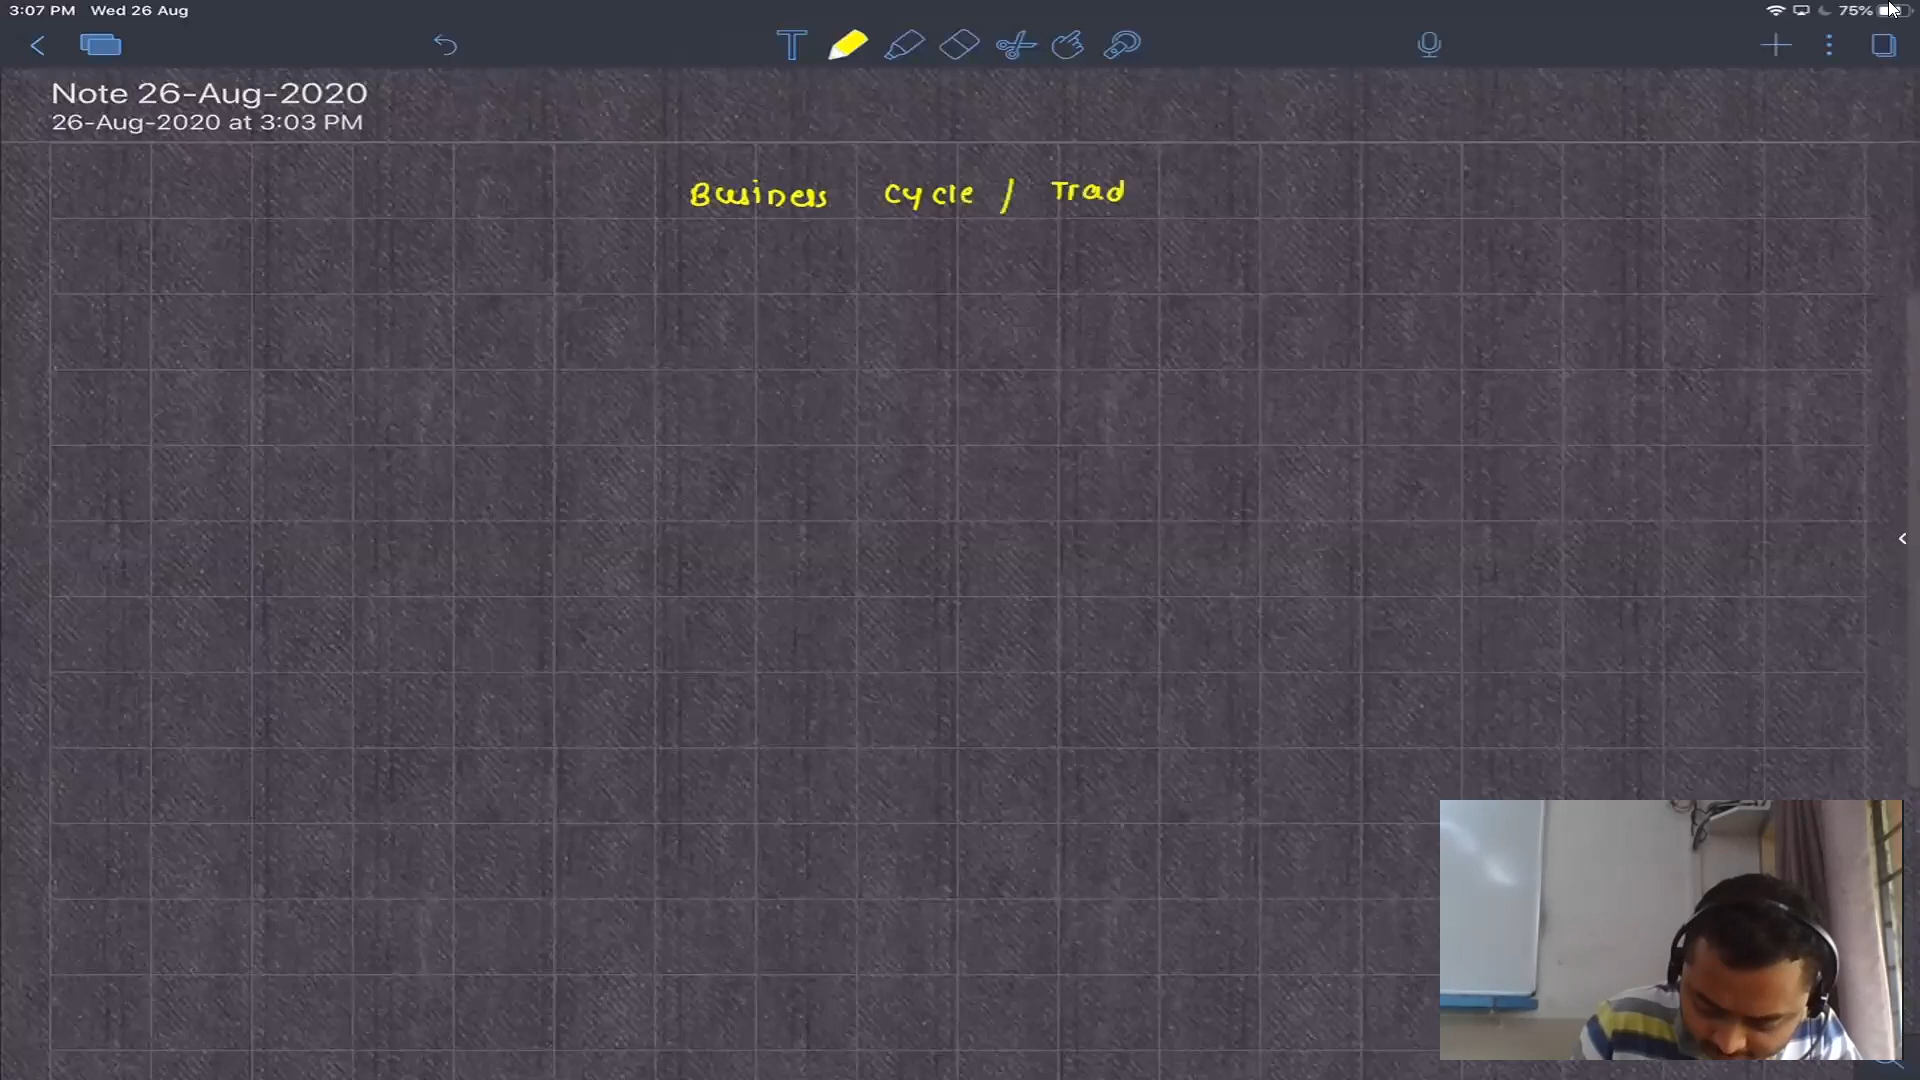 3:07 PM Wed 26 Aug 75%
Note 26-Aug-2020
26-Aug-2020 at 3:03 PM
Business cycle / Trad